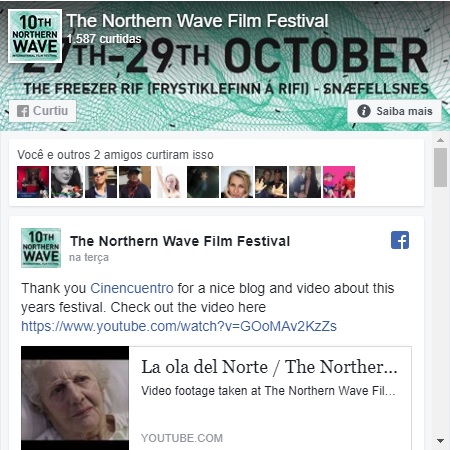 10TH
NORTHERN
WAVE
INTERNATIONAL FILM FESTIVAL
The Northern Wave Film Festival
1.587 curtidas
27TH-29TH OCTOBER
THE FREEZER RIF (FRYSTIKLEFINN Á RIFI) - SNÆFELLSNES
Curtiu
Saiba mais
Você e outros 2 amigos curtiram isso
10TH
NORTHERN
WAVE
INTERNATIONAL FILM FESTIVAL
The Northern Wave Film Festival
na terça
Thank you Cinencuentro for a nice blog and video about this
years festival. Check out the video here
https://www.youtube.com/watch?v=GOoMAv2KzZs
La ola del Norte / The Norther...
Video footage taken at The Northern Wave Fil...
YOUTUBE.COM